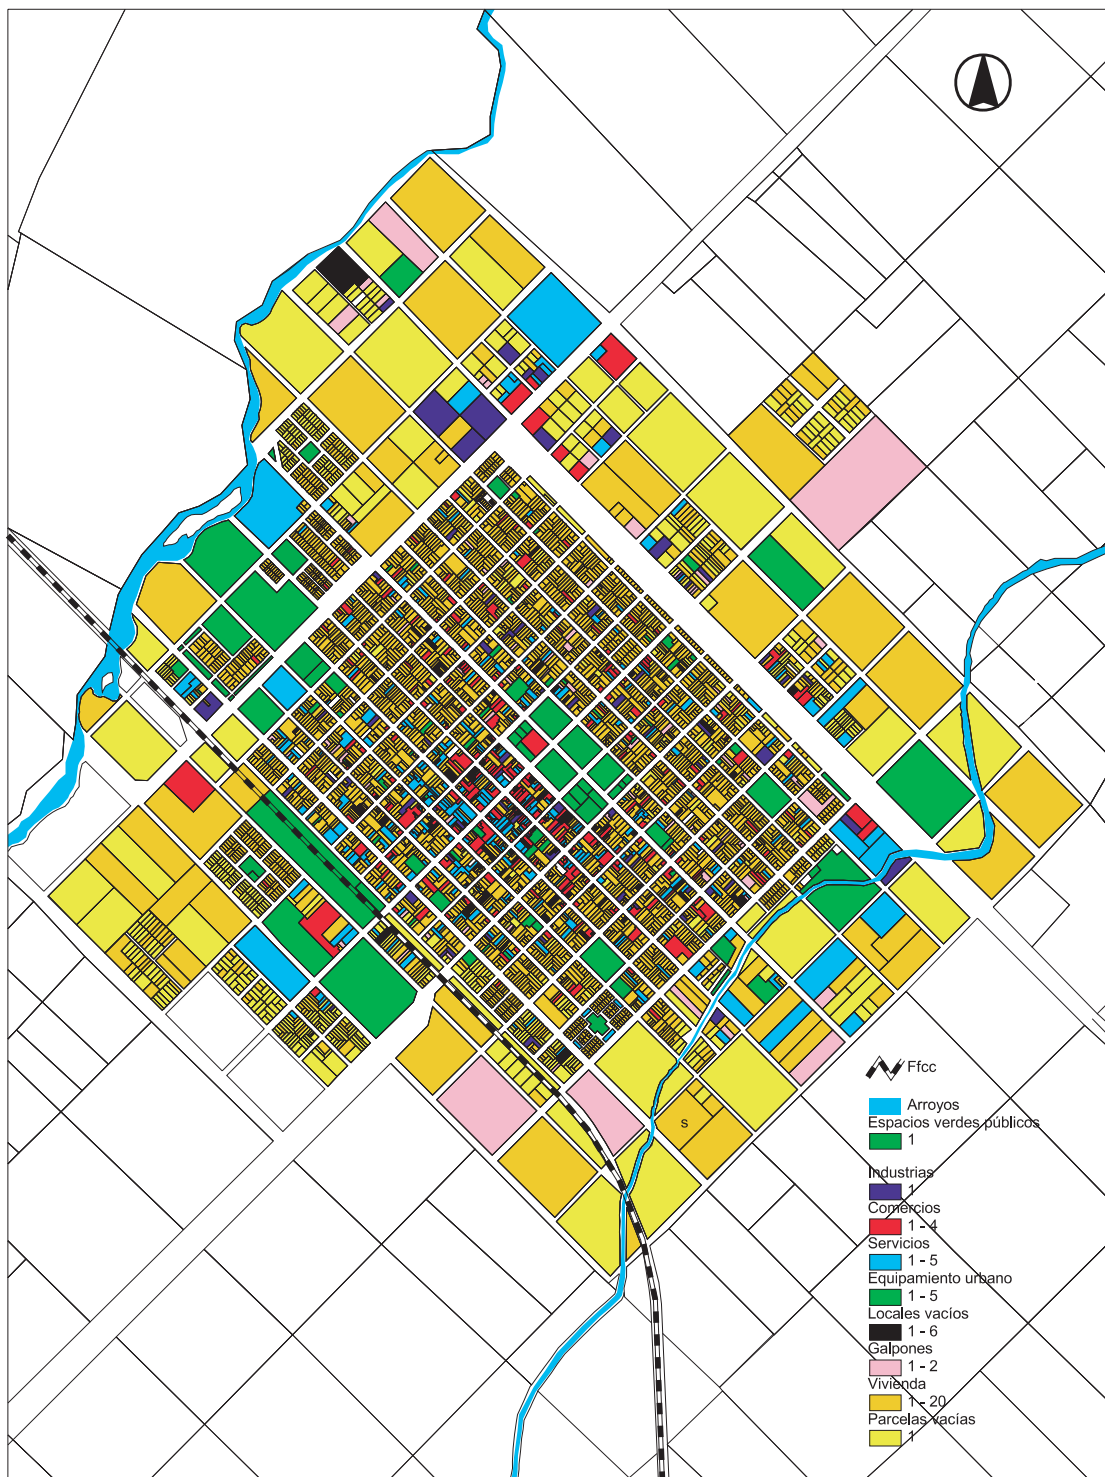 S
Ffcc
Arroyos
Espacios verdes públicos
1
Industrias
1
Comercios
1 - 4
Servicios
1 - 5
Equipamiento urbano
1 - 5
Locales vacíos
1 - 6
Galpones
1 - 2
Vivienda
1 - 20
Parcelas vacías
1